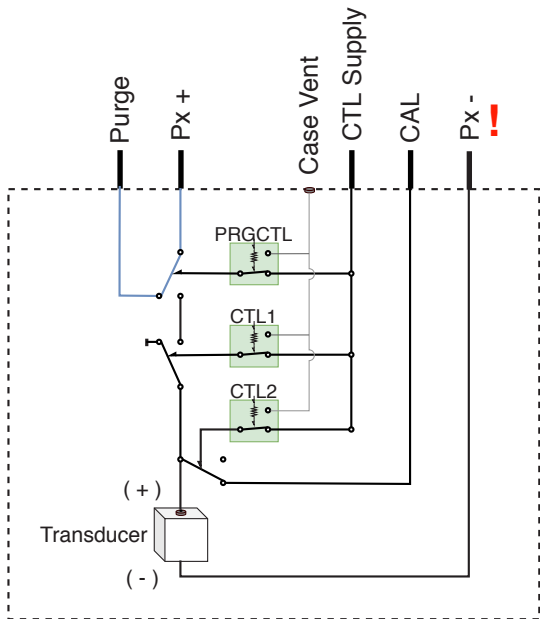 Purge
Px +
Case Vent
CTL Supply
CAL
Px - !
PRGCTL
CTL1
CTL2
( + )
Transducer
( - )